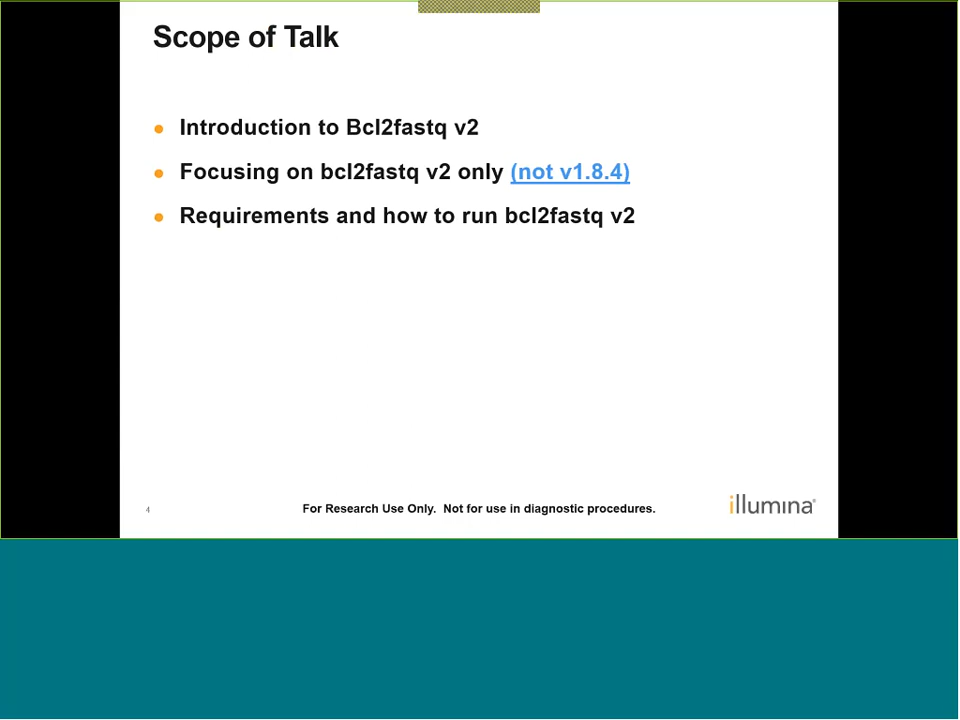 Scope of Talk
Introduction to Bcl2fastq v2
Focusing on bcl2fastq v2 only (not v1.8.4)
Requirements and how to run bcl2fastq v2
4
For Research Use Only. Not for use in diagnostic procedures.
illumina®